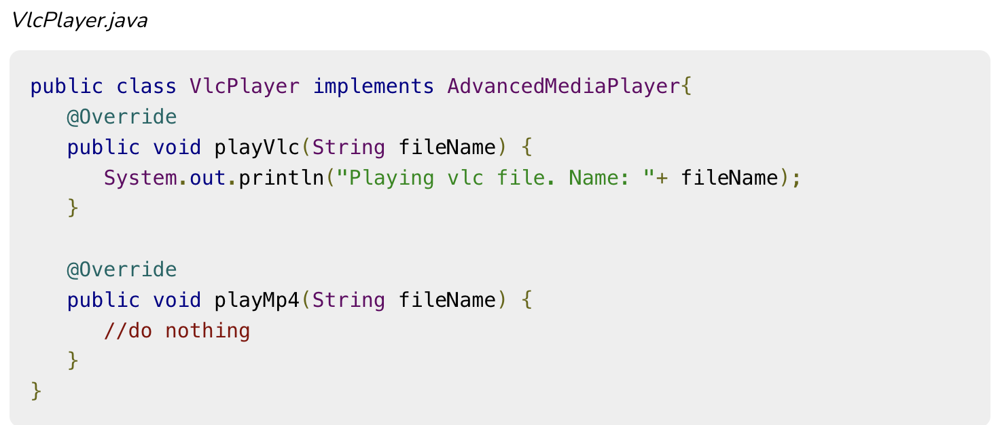 VlcPlayer.java
public class VlcPlayer implements AdvancedMediaPlayer{
   @Override
   public void playVlc(String fileName) {
      System.out.println("Playing vlc file. Name: "+ fileName);
   }

   @Override
   public void playMp4(String fileName) {
      //do nothing
   }
}